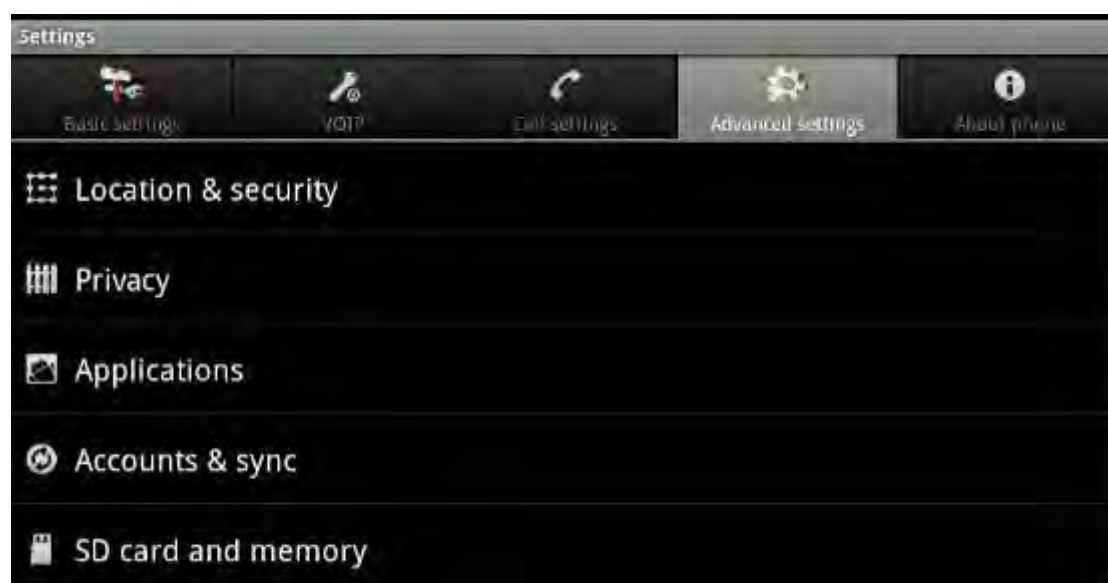 Settings
Basic settings
VOIP
Call settings
Advanced settings
About phone
Location & security
Privacy
Applications
Accounts & sync
SD card and memory